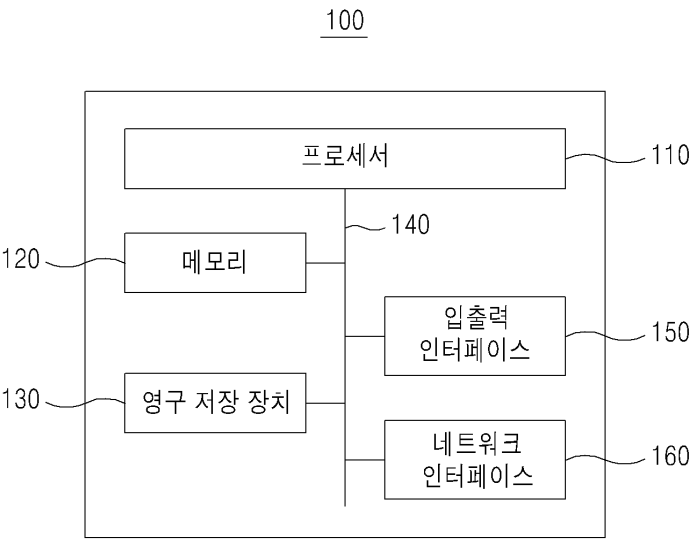 100
프로세서
110
140
120
메모리
입출력
인터페이스
150
130
영구 저장 장치
네트워크
인터페이스
160